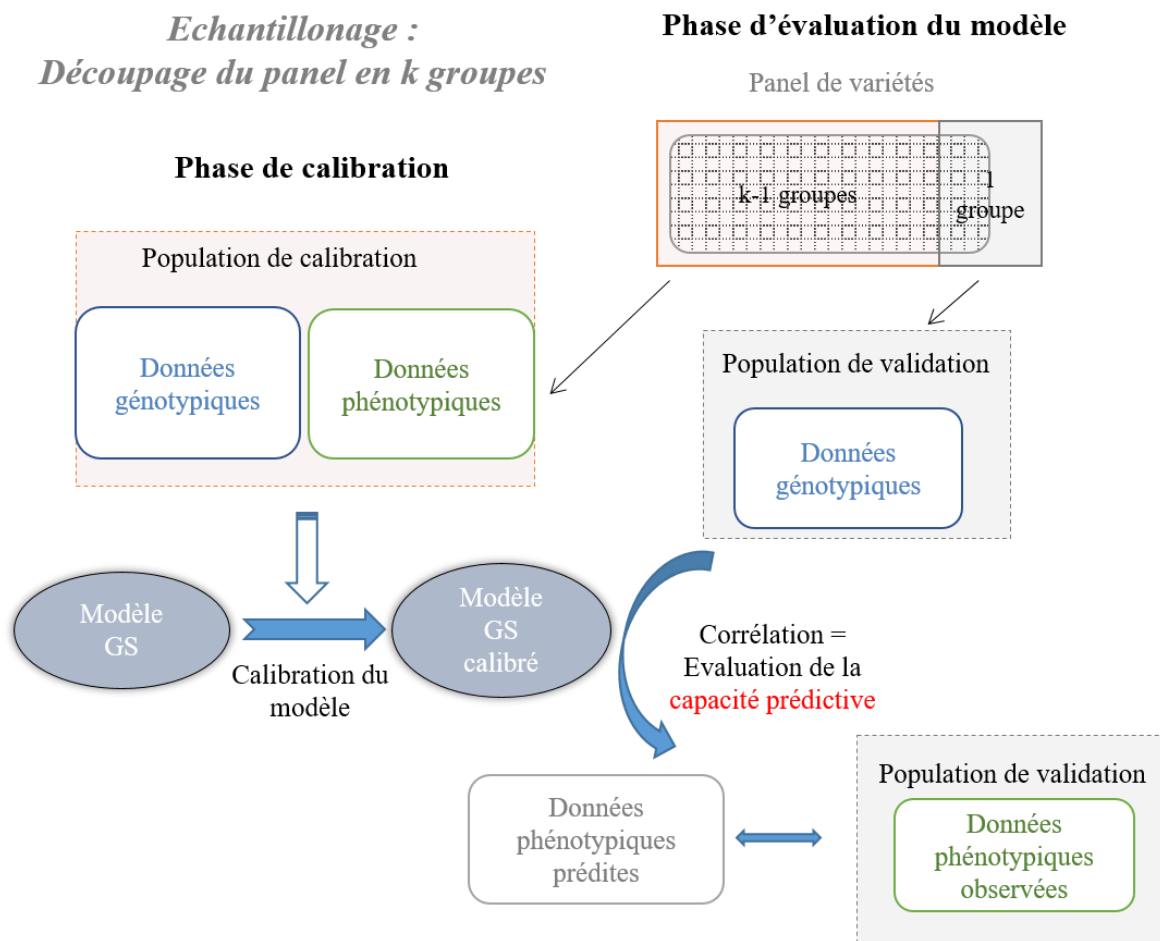 Echantillonage :
Découpage du panel en k groupes
Phase d’évaluation du modèle
Panel de variétés
k-1 groupes
1
groupe
Phase de calibration
Population de calibration
Données
génotypiques
Données
phénotypiques
Population de validation
Données
génotypiques
Modèle
GS
Calibration du
modèle
Modèle
GS
calibré
Corrélation =
Evaluation de la
capacité prédictive
Données
phénotypiques
prédites
Population de validation
Données
phénotypiques
observées